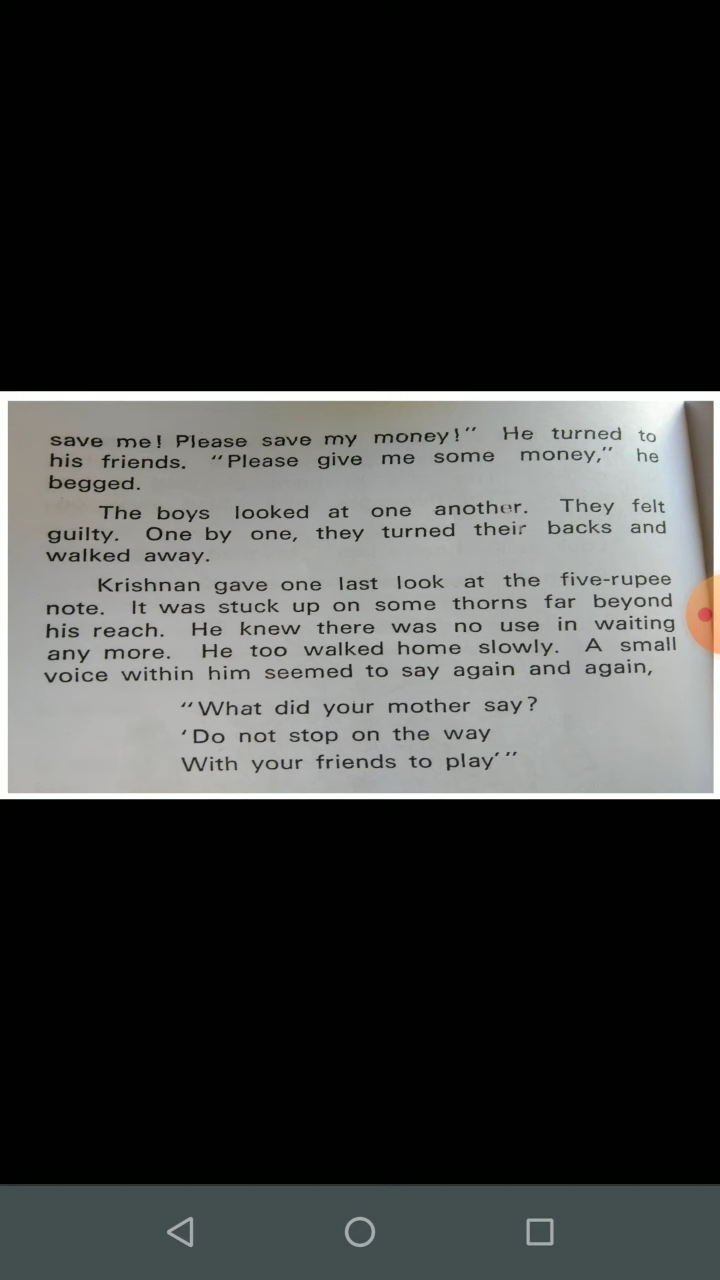 save me! Please save my money!" He turned to
his friends. "Please give me some money," he
begged.
The boys looked at one another. They felt
guilty. One by one, they turned their backs and
walked away.
Krishnan gave one last look at the five-rupee
note. It was stuck up on some thorns far beyond
his reach. He knew there was no use in waiting
any more. He too walked home slowly. A small
voice within him seemed to say again and again,
"What did your mother say?
'Do not stop on the way
With your friends to play'"